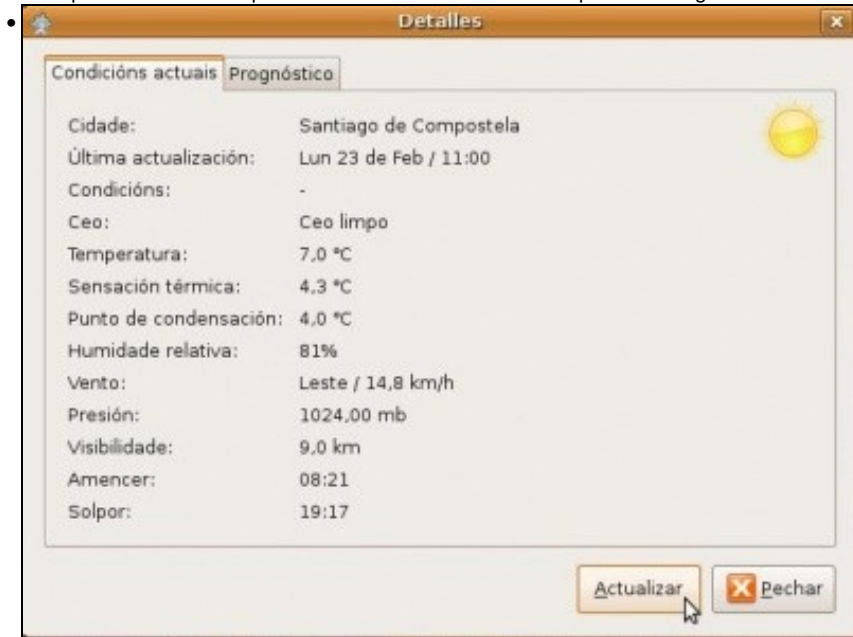 Detalles
Condicións actuais Prognóstico
Cidade: Santiago de Compostela
Última actualización: Lun 23 de Feb / 11:00
Condicións: -
Ceo: Ceo limpo
Temperatura: 7,0 °C
Sensación térmica: 4,3 °C
Punto de condensación: 4,0 °C
Humidade relativa: 81%
Vento: Leste / 14,8 km/h
Presión: 1024,00 mb
Visibilidade: 9,0 km
Amencer: 08:21
Solpor: 19:17
Actualizar Pechar